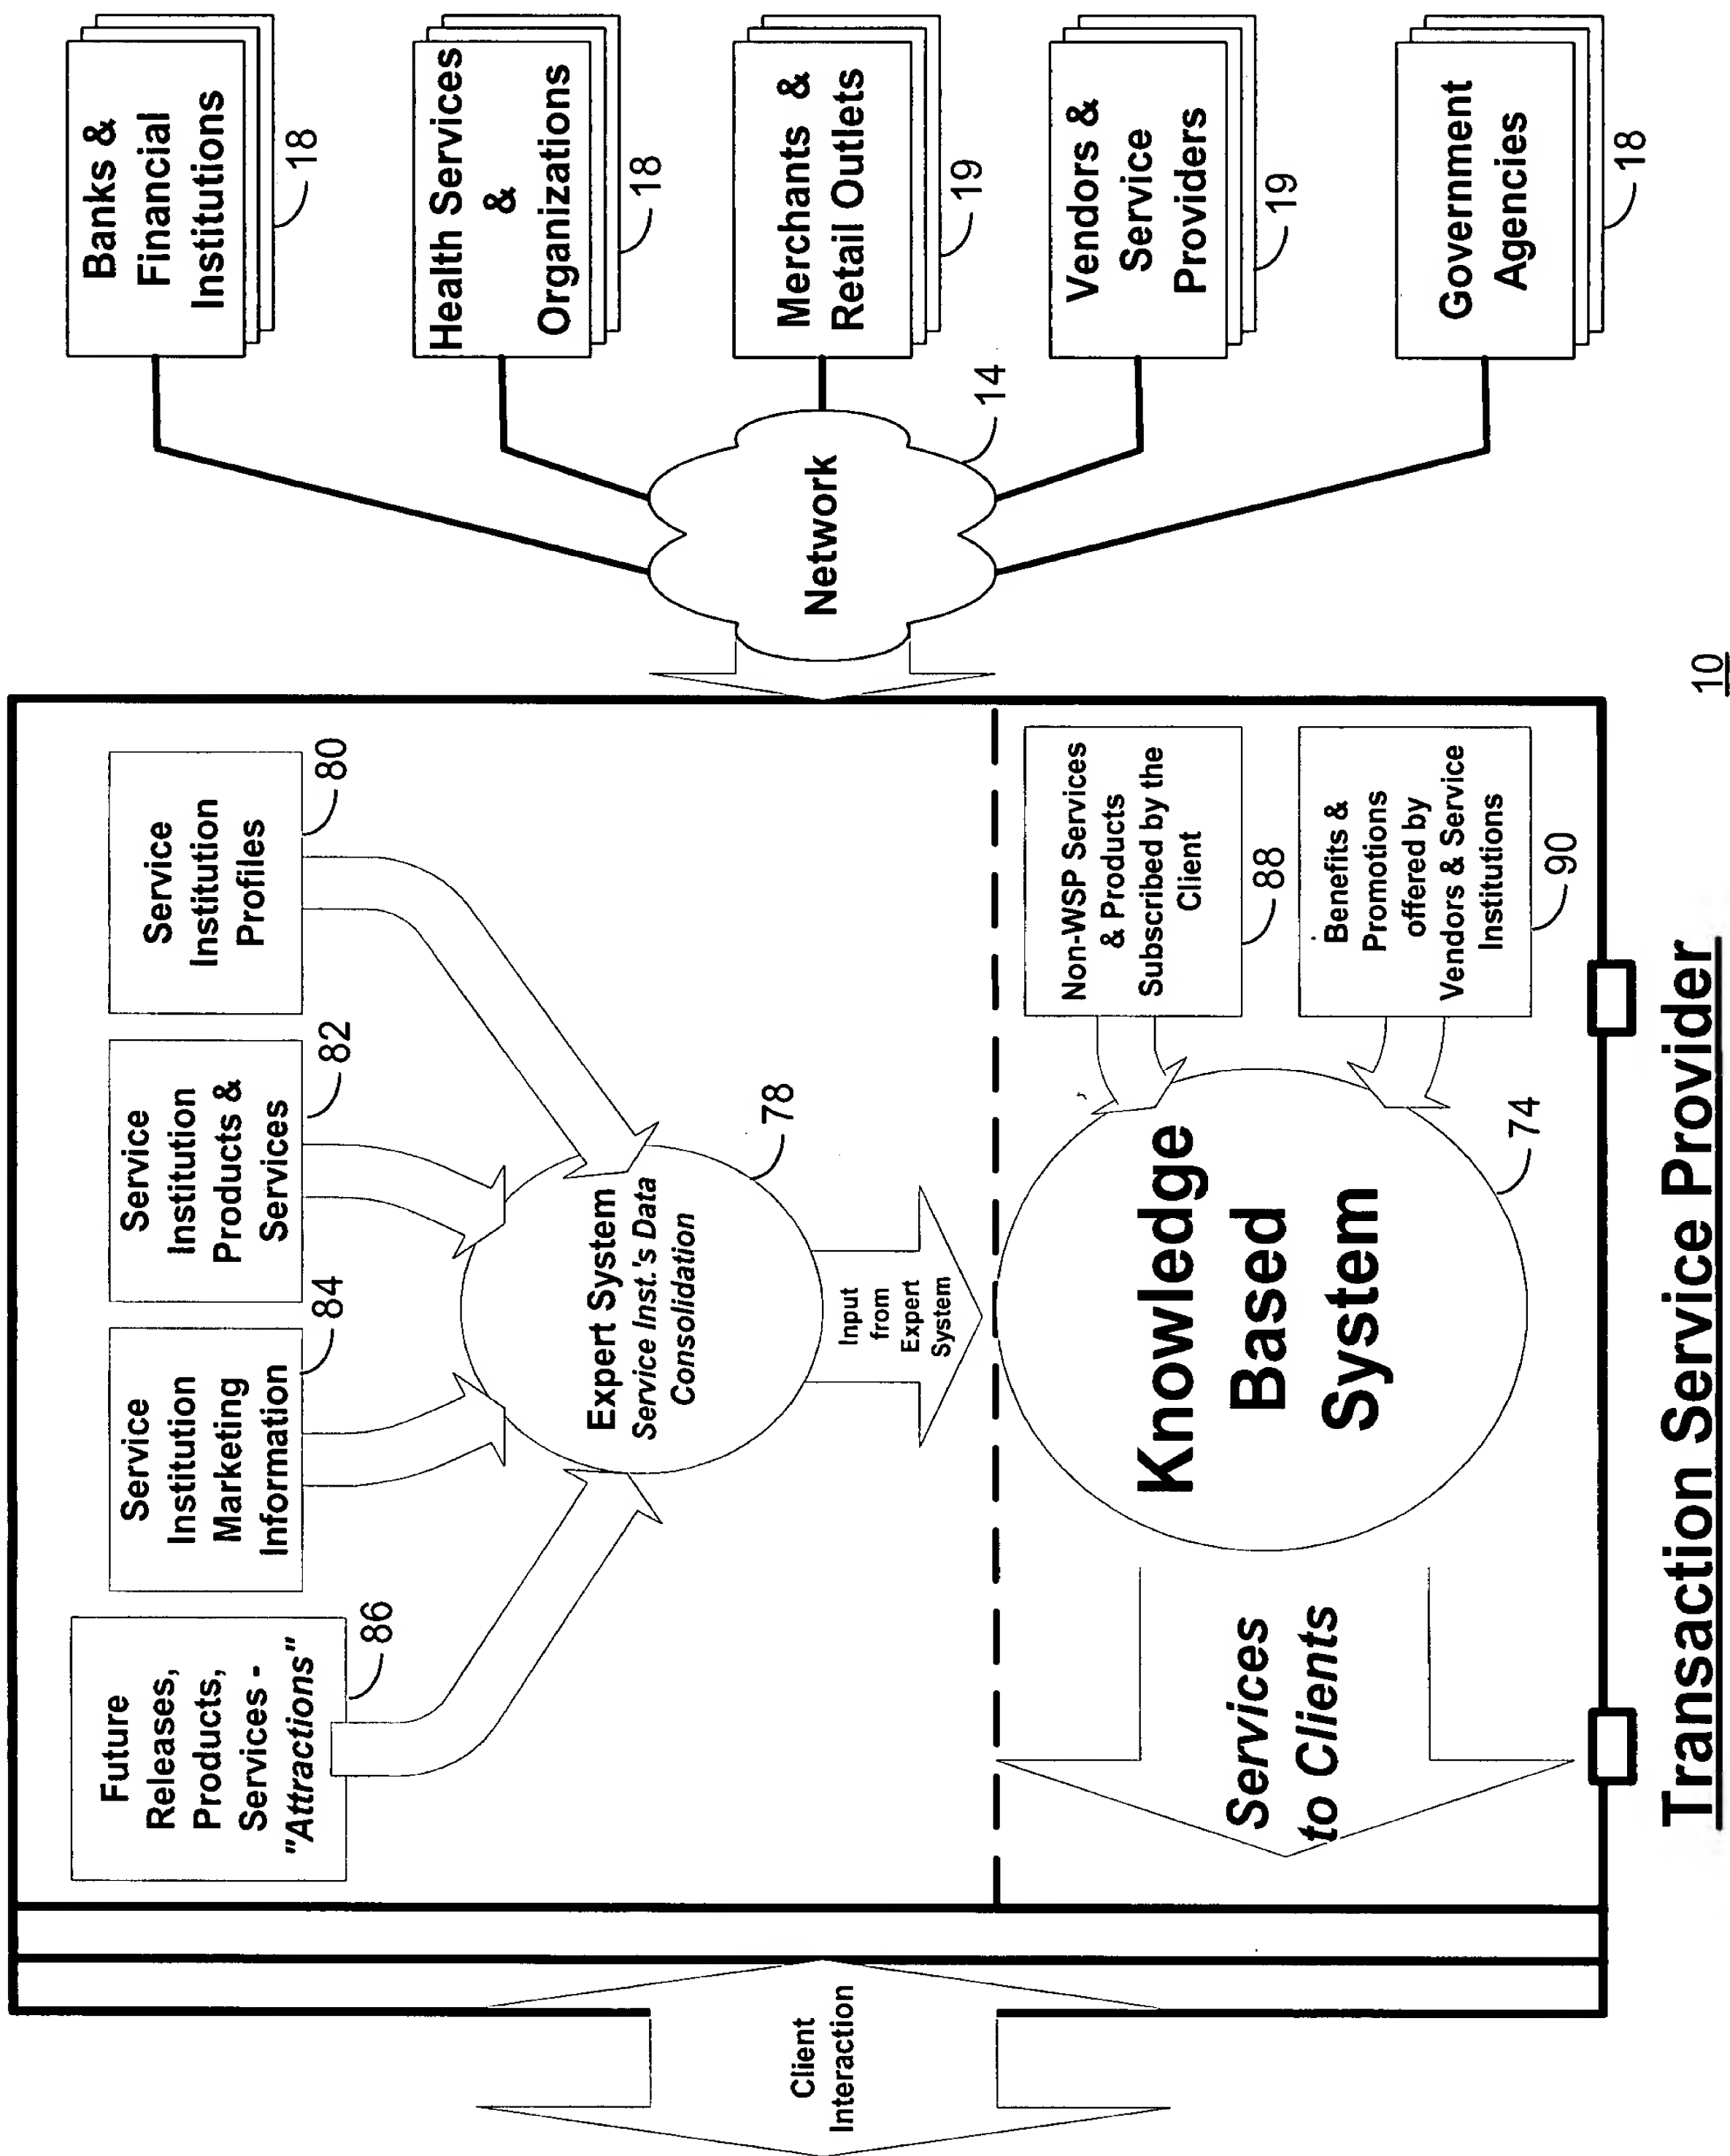 Banks &
Financial
Institutions
18
Health Services
&
Organizations
18
Merchants &
Retail Outlets
19
Vendors &
Service
Providers
19
Government
Agencies
18
Network
14
Service
Institution
Profiles
80
Service
Institution
Products &
Services
82
Service
Institution
Marketing
Information
84
Future
Releases,
Products,
Services -
"Attractions"
86
Expert System
Service Inst.'s Data
Consolidation
78
Input
from
Expert
System
Non-WSP Services
& Products
Subscribed by the
Client
88
Benefits &
Promotions
offered by
Vendors & Service
Institutions
90
Knowledge
Based
System
74
Services
to Clients
Client
Interaction
Transaction Service Provider
10